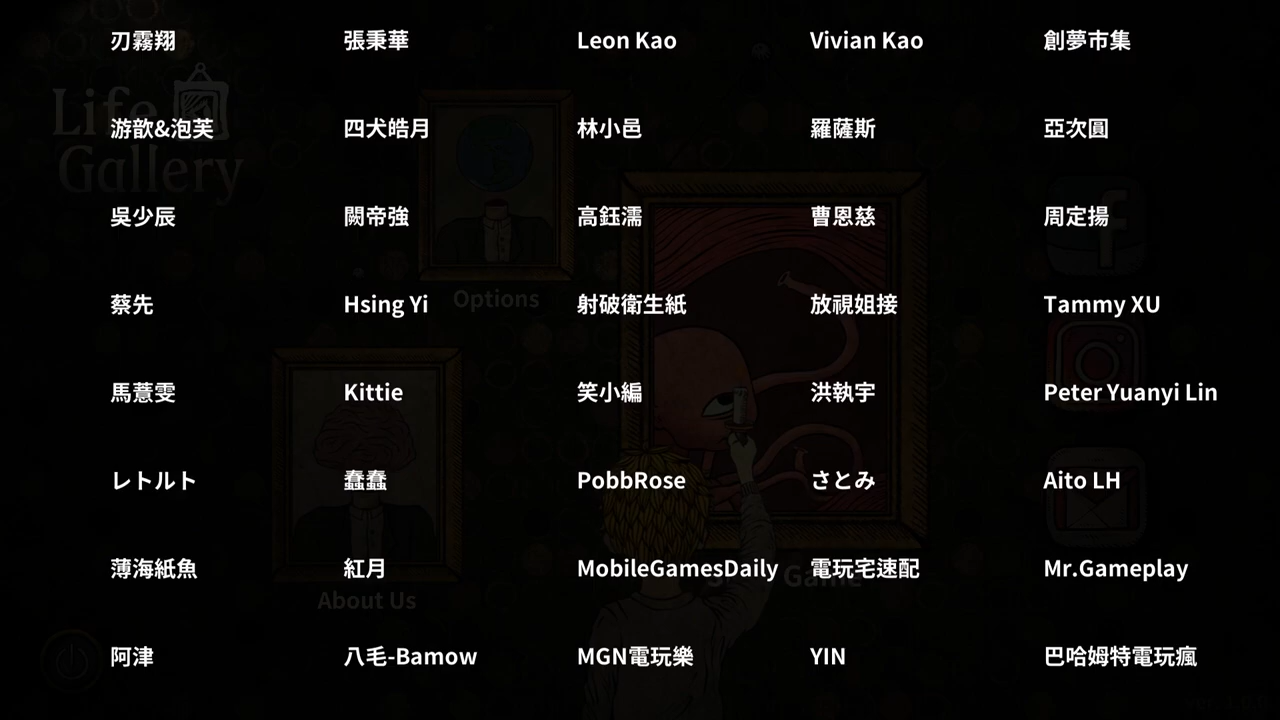 刃霧翔 張秉華 Leon Kao Vivian Kao 創夢市集
Life
游歆&泡芙 四犬皓月 林小邑 羅薩斯 亞次圓
Gallery
吳少辰 闕帝強 高鈺濡 曹恩慈 周定揚
Options
蔡先 Hsing Yi 射破衛生紙 放視姐接 Tammy XU
馬薏雯 Kittie 笑小編 洪執宇 Peter Yuanyi Lin
レトルト 蠢蠢 PobbRose さとみ Aito LH
薄海紙魚 紅月 MobileGamesDaily 電玩宅速配 Mr.Gameplay
About Us
阿津 八毛-Bamow MGN電玩樂 YIN 巴哈姆特電玩瘋